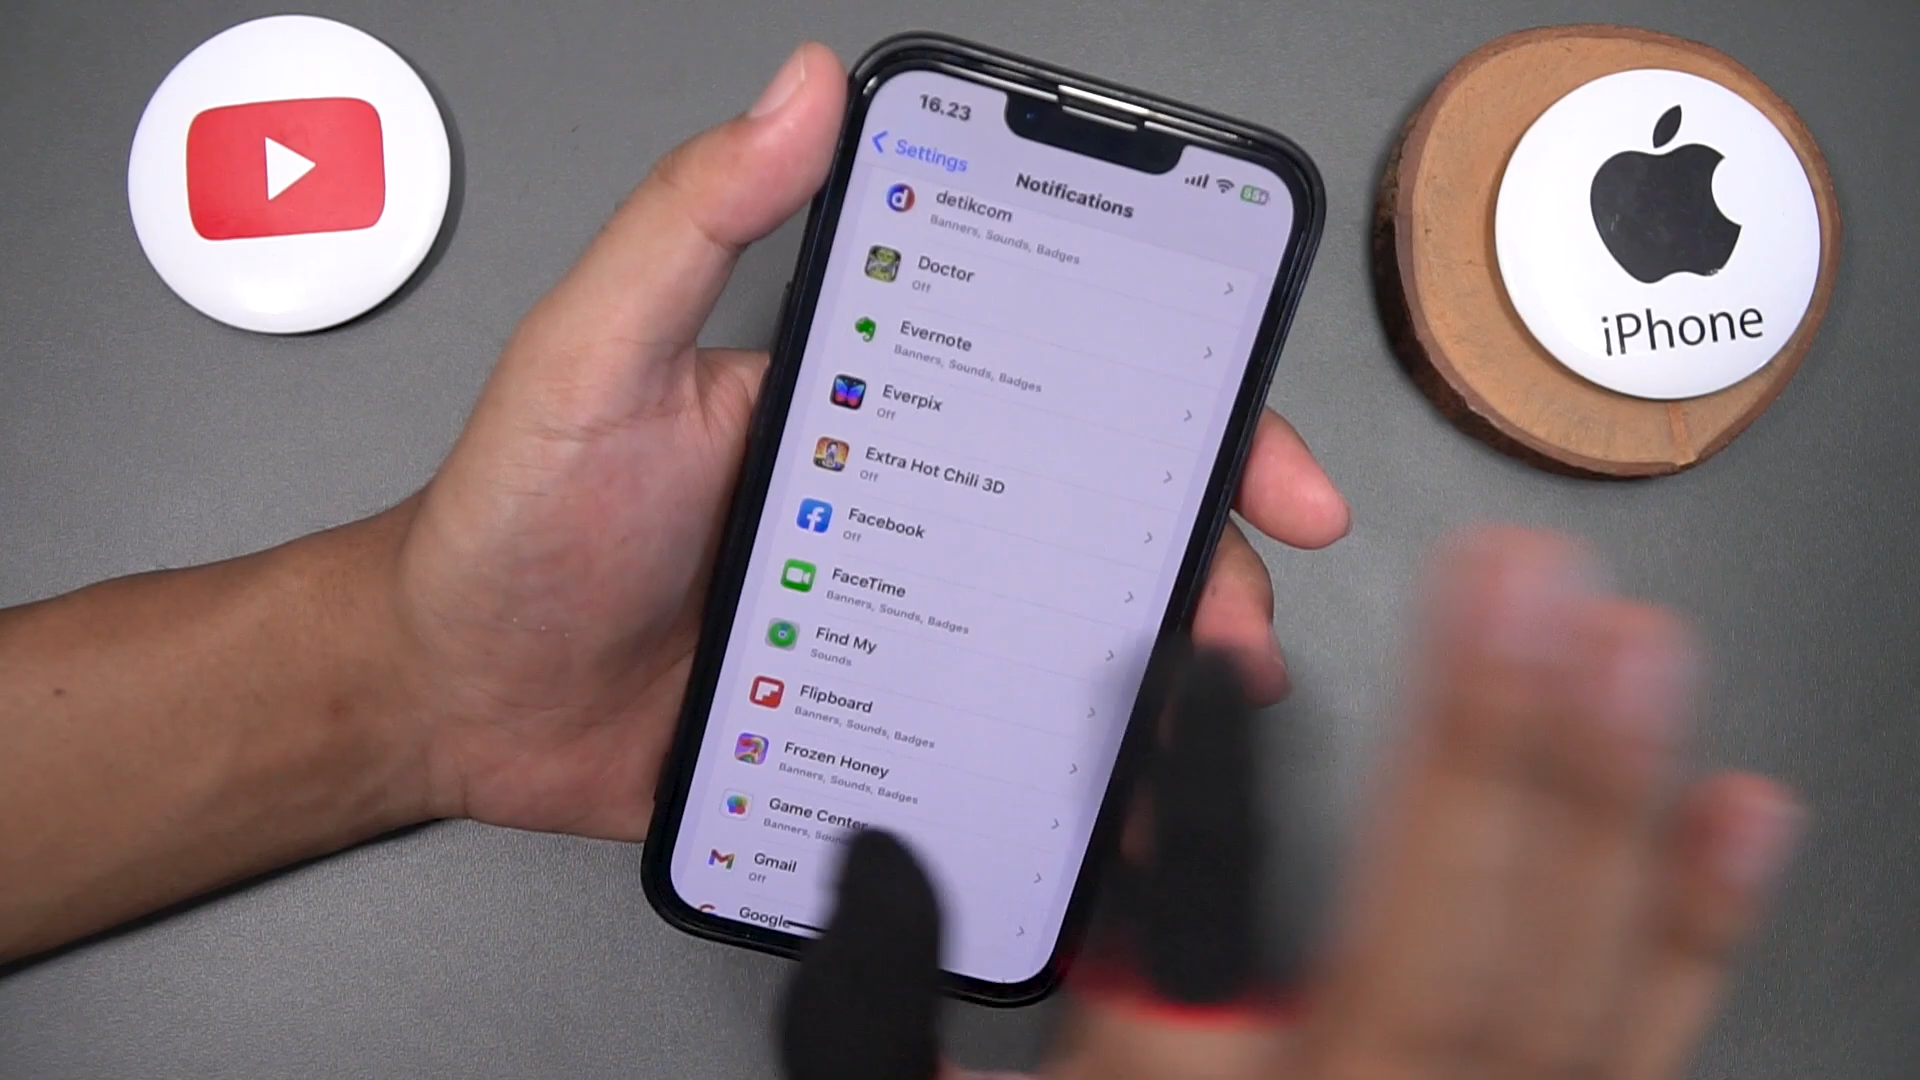 16.23
Settings
Notifications
detikcom
Banners, Sounds, Badges
Doctor
Off
Evernote
Banners, Sounds, Badges
Everpix
Off
Extra Hot Chili 3D
Off
Facebook
Off
FaceTime
Banners, Sounds, Badges
Find My
Sounds
Flipboard
Banners, Sounds, Badges
Frozen Honey
Banners, Sounds, Badges
Game Center
Banners,
Gmail
Off
Google
iPhone